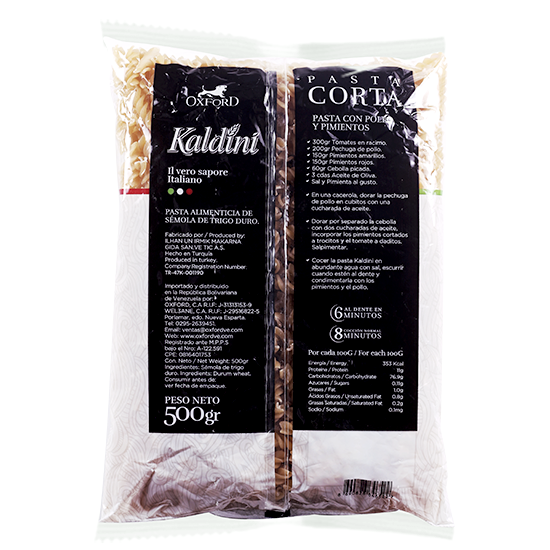 OXFORD
Kaldini
Il vero sapore
Italiano
PASTA ALIMENTICIA DE
SÉMOLA DE TRIGO DURO.
Fabricado por / Produced by:
ILHAN UN IRMIK MAKARNA
GIDA SAN.VE TIC A.S.
Hecho en Turquía
Produced in turkey.
Company Registration Number:
TR-47K-001190
Importado y distribuido
en la República Bolivariana
de Venezuela por:
OXFORD, C.A R.I.F: J-31313153-9
WEL3ANE, C.A R.I.F: J-29516822-5
Porlamar, edo. Nueva Esparta.
Tel: 0295-2639451.
Email: ventas@oxfordve.com
Web: www.oxfordve.com
Registrado ante M.P.P.S
bajo el Nro: A-122.591
CPE: 0816401753
Con. Neto / Net Weight: 500gr
Ingredientes: Sémola de trigo
duro. Ingredients: Durum wheat.
Consumir antes de:
ver fecha de empaque.
PESO NETO
500gr
PASTA
CORTA
PASTA CON POLLO
Y PIMIENTOS
300gr Tomates en racimo.
200gr Pechuga de pollo.
150gr Pimientos amarillos.
150gr Pimientos rojos.
60gr Cebolla picada.
3 cdas Aceite de Oliva.
Sal y Pimienta al gusto.
En una cacerola, dorar la pechuga
de pollo en cubitos con una
cucharada de aceite.
Dorar por separado la cebolla
con dos cucharadas de aceite,
incorporar los pimientos cortados
a trocitos y el tomate a daditos.
Salpimentar.
Cocer la pasta Kaldini en
abundante agua con sal, escurrir
cuando estén al dente y
condimentarla con los
pimientos y el pollo.
6 AL DENTE EN
MINUTOS
8 COCCIÓN NORMAL
MINUTOS
Por cada 100G / For each 100G
Energía / Energy 353 Kcal
Proteína / Protein 11g
Carbohidratos / Carbohydrate 76.9g
Azucares / Sugars 0.11g
Grasas / Fat 1.0g
Ácidos Grasos / Unsaturated Fat 0.8g
Grasas Saturadas / Saturated Fat 0.2g
Sodio / Sodium 0.1mg